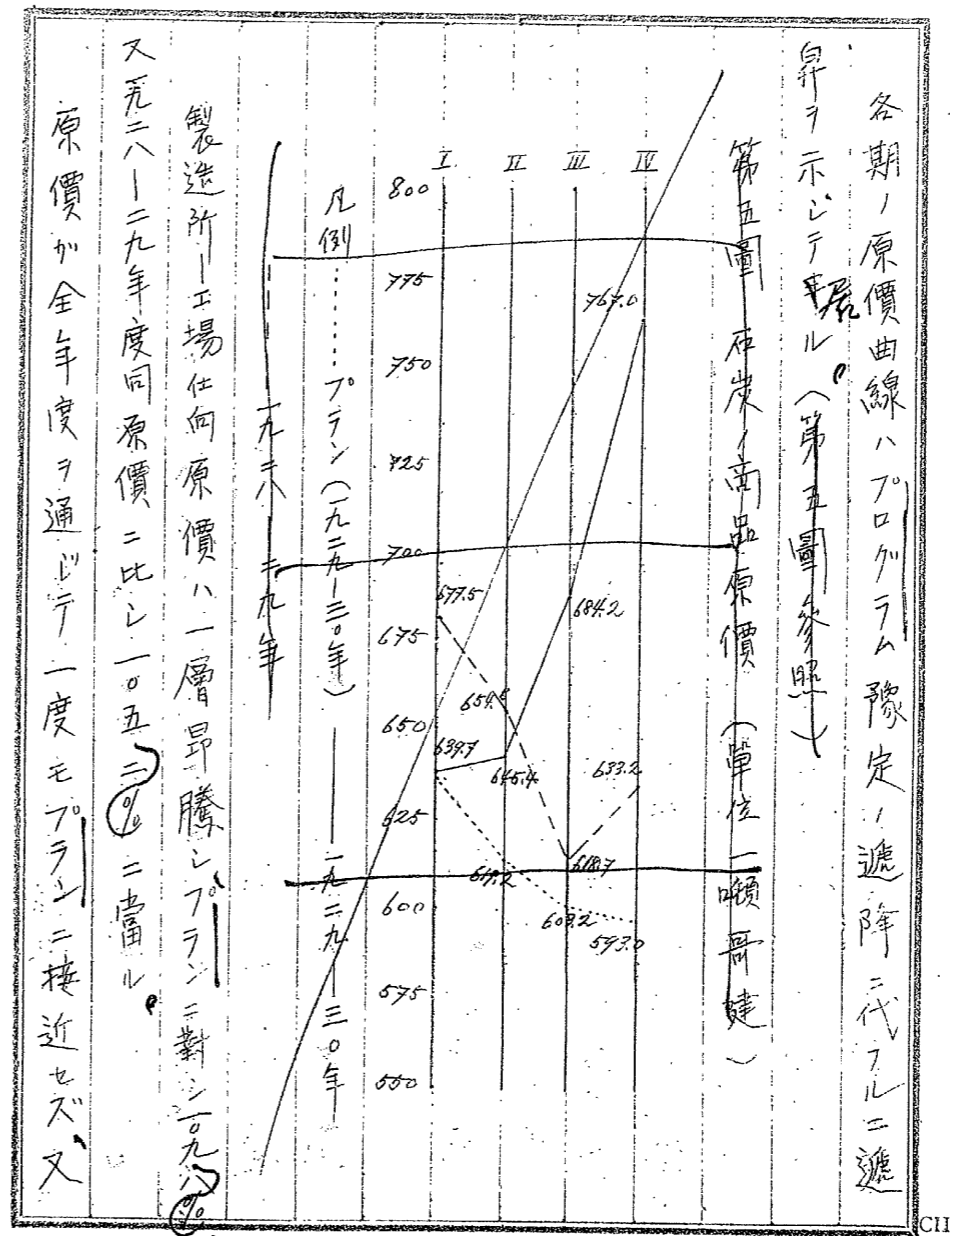 各期ノ原價曲線ハプログラム豫定ノ遞降ニ代フルニ遞
昇ヲ示シテ居ル。(第五圖參照)
第五圖 石炭ノ商品原價 (單位一噸哥建)
I II III IV
800
775
750
725
700
675
650
625
600
575
550
767.0
677.5
684.2
654.5
639.7
645.4
633.2
618.7
609.2
593.0
凡例……プラン(一九二九—三〇年)——一九二九—三〇年
一九二八—二九年
製造所—工場仕向原價ハ一層昻騰シ、プランニ對シ一〇九八%
又一九二八—二九年度同原價ニ比シ一〇五二%ニ當ル。
原價ガ全年度ヲ通ジテ一度モプランニ接近セズ、又
CII